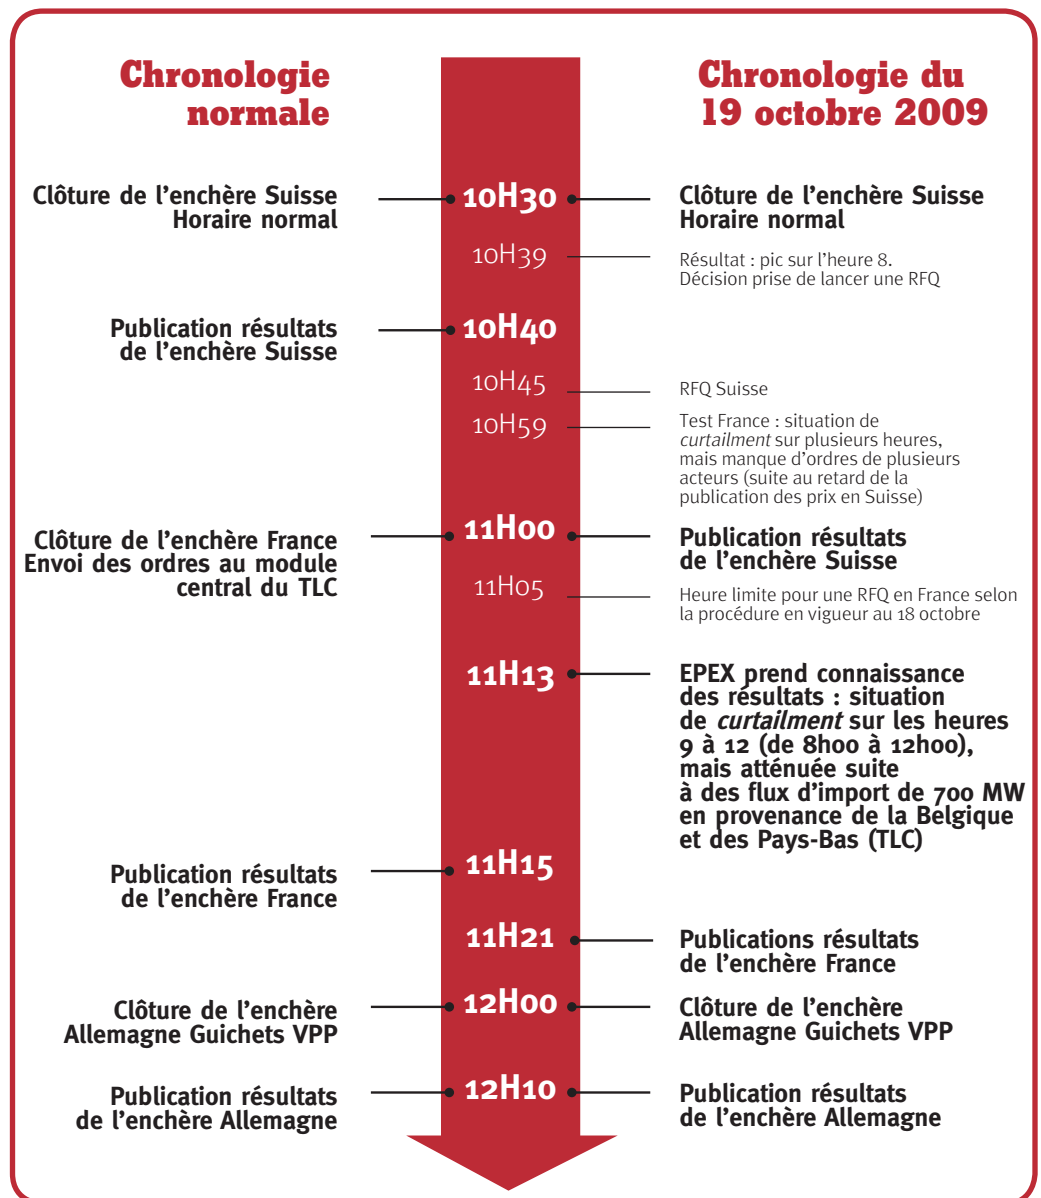 Chronologie
normale
Chronologie du
19 octobre 2009
Clôture de l'enchère Suisse
Horaire normal
10H30
Clôture de l'enchère Suisse
Horaire normal
10H39
Résultat : pic sur l'heure 8.
Décision prise de lancer une RFQ
Publication résultats
de l'enchère Suisse
10H40
10H45
RFQ Suisse
10H59
Test France : situation de
curtailment sur plusieurs heures,
mais manque d'ordres de plusieurs
acteurs (suite au retard de la
publication des prix en Suisse)
Clôture de l'enchère France
Envoi des ordres au module
central du TLC
11H00
Publication résultats
de l'enchère Suisse
11H05
Heure limite pour une RFQ en France selon
la procédure en vigueur au 18 octobre
11H13
EPEX prend connaissance
des résultats : situation
de curtailment sur les heures
9 à 12 (de 8h00 à 12h00),
mais atténuée suite
à des flux d'import de 700 MW
en provenance de la Belgique
et des Pays-Bas (TLC)
Publication résultats
de l'enchère France
11H15
11H21
Publications résultats
de l'enchère France
Clôture de l'enchère
Allemagne Guichets VPP
12H00
Clôture de l'enchère
Allemagne Guichets VPP
Publication résultats
de l'enchère Allemagne
12H10
Publication résultats
de l'enchère Allemagne